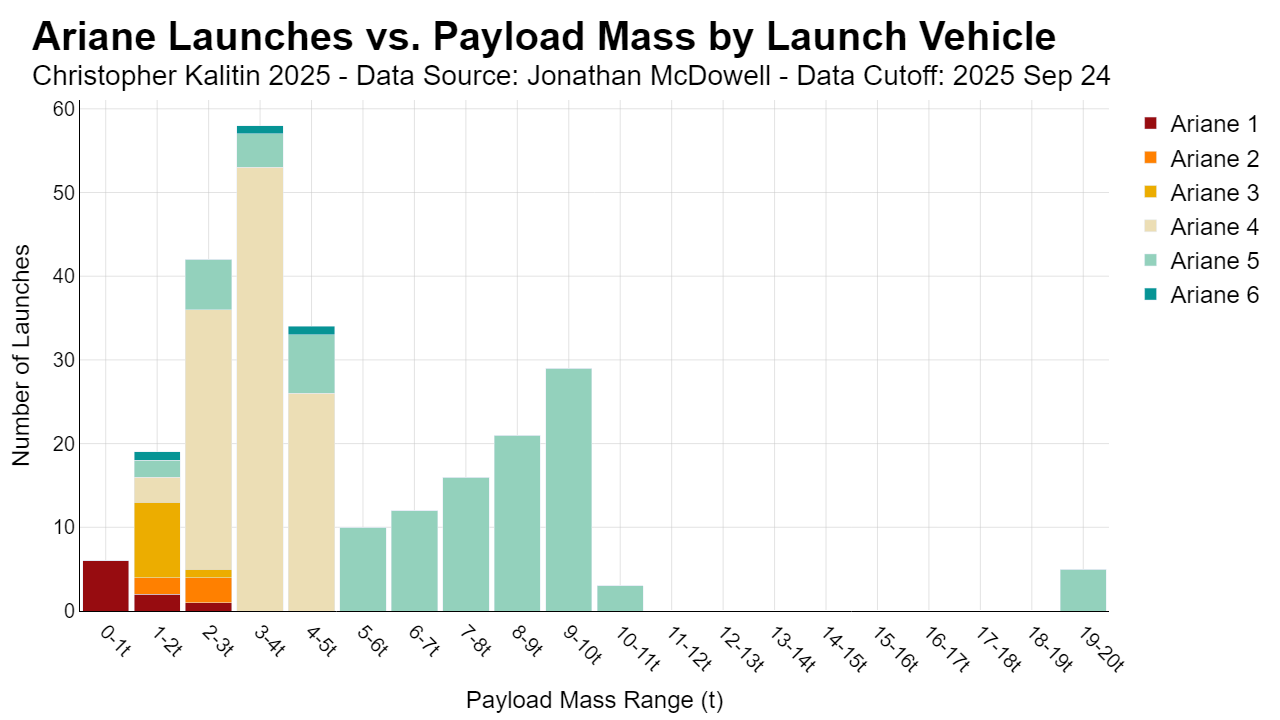 Ariane Launches vs. Payload Mass by Launch Vehicle
Christopher Kalitin 2025 - Data Source: Jonathan McDowell - Data Cutoff: 2025 Sep 24
Number of Launches
60
50
40
30
20
10
0
0-1t
1-2t
2-3t
3-4t
4-5t
5-6t
6-7t
7-8t
8-9t
9-10t
10-11t
11-12t
12-13t
13-14t
14-15t
15-16t
16-17t
17-18t
18-19t
19-20t
Payload Mass Range (t)
Ariane 1
Ariane 2
Ariane 3
Ariane 4
Ariane 5
Ariane 6